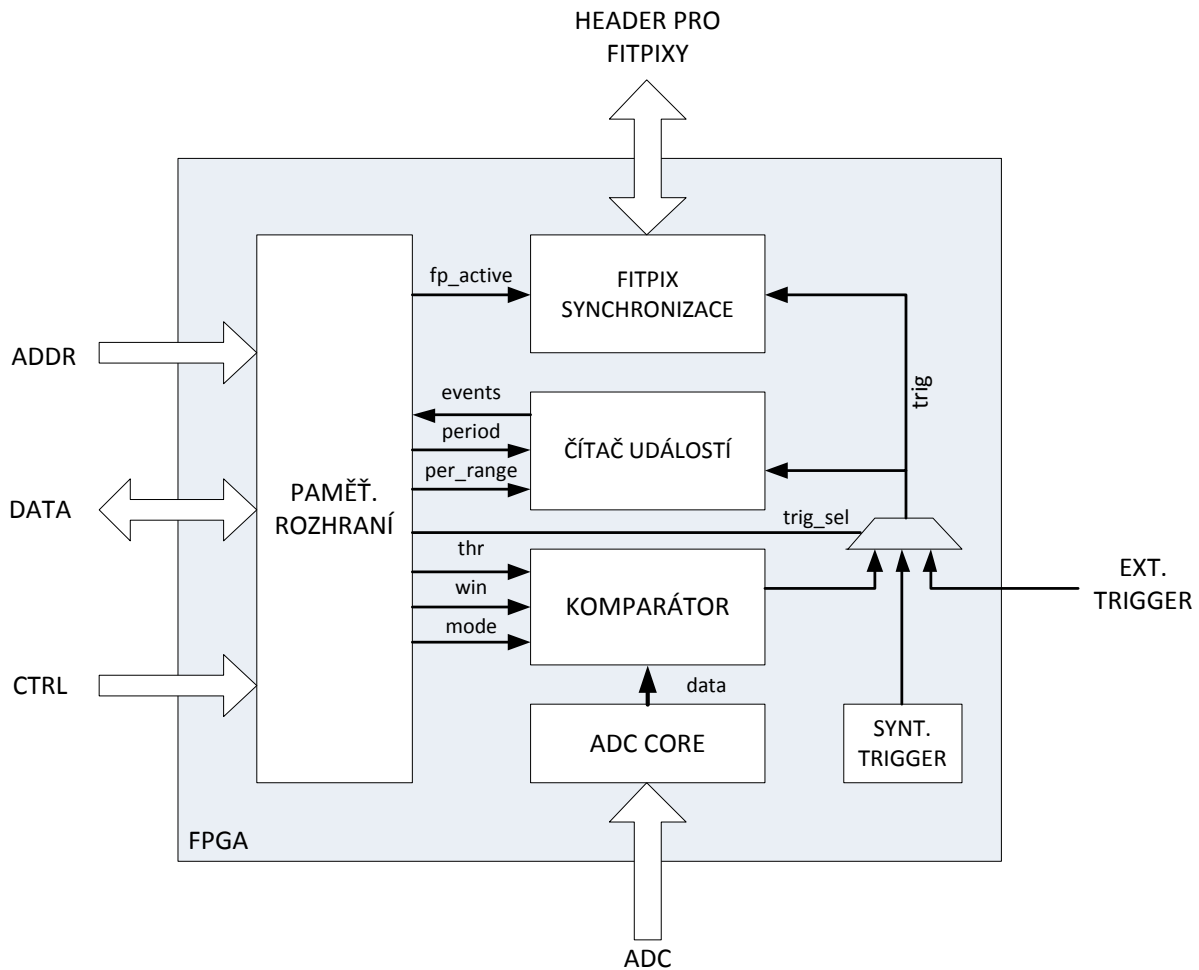 HEADER PRO
FITPIXY
fp_active
FITPIX
SYNCHRONIZACE
ADDR
events
trig
period
ČÍTAČ UDÁLOSTÍ
per_range
PAMĚŤ.
ROZHRANÍ
DATA
trig_sel
thr
EXT.
TRIGGER
win
KOMPARÁTOR
mode
CTRL
data
ADC CORE
SYNT.
TRIGGER
FPGA
ADC